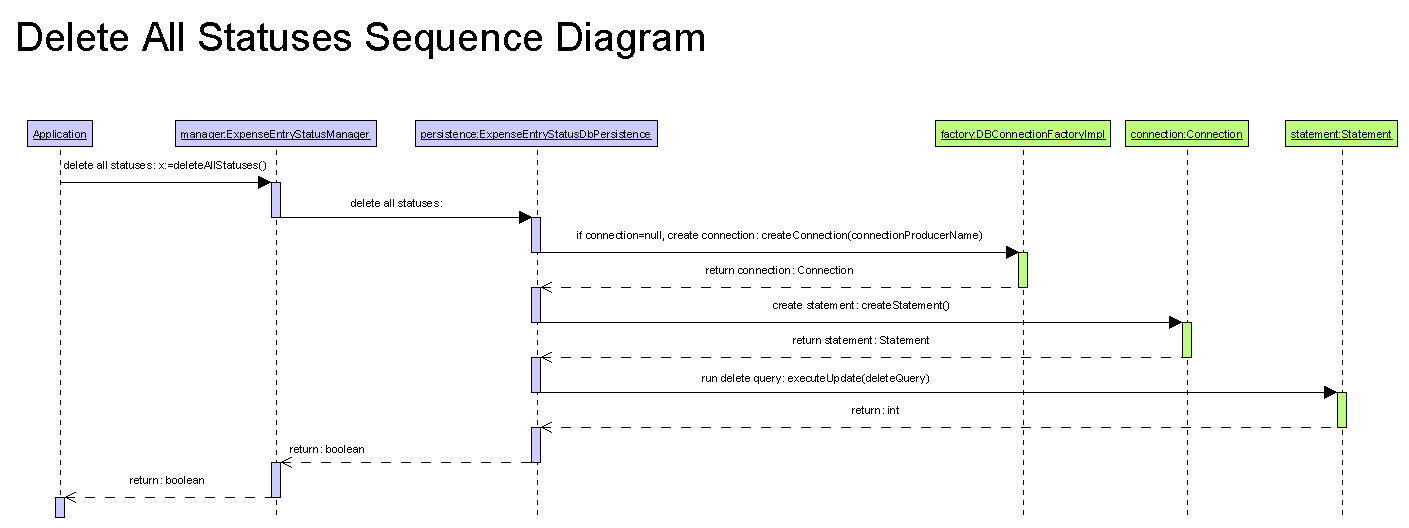 Delete All Statuses Sequence Diagram
Application
manager:ExpenseEntryStatusManager
persistence:ExpenseEntryStatusDbPersistence
factory:DBConnectionFactoryImpl
connection:Connection
statement:Statement
delete all statuses: x:=deleteAllStatuses()
delete all statuses:
if connection=null, create connection: createConnection(connectionProducerName)
return connection: Connection
create statement: createStatement()
return statement: Statement
run delete query: executeUpdate(deleteQuery)
return: int
return: boolean
return: boolean